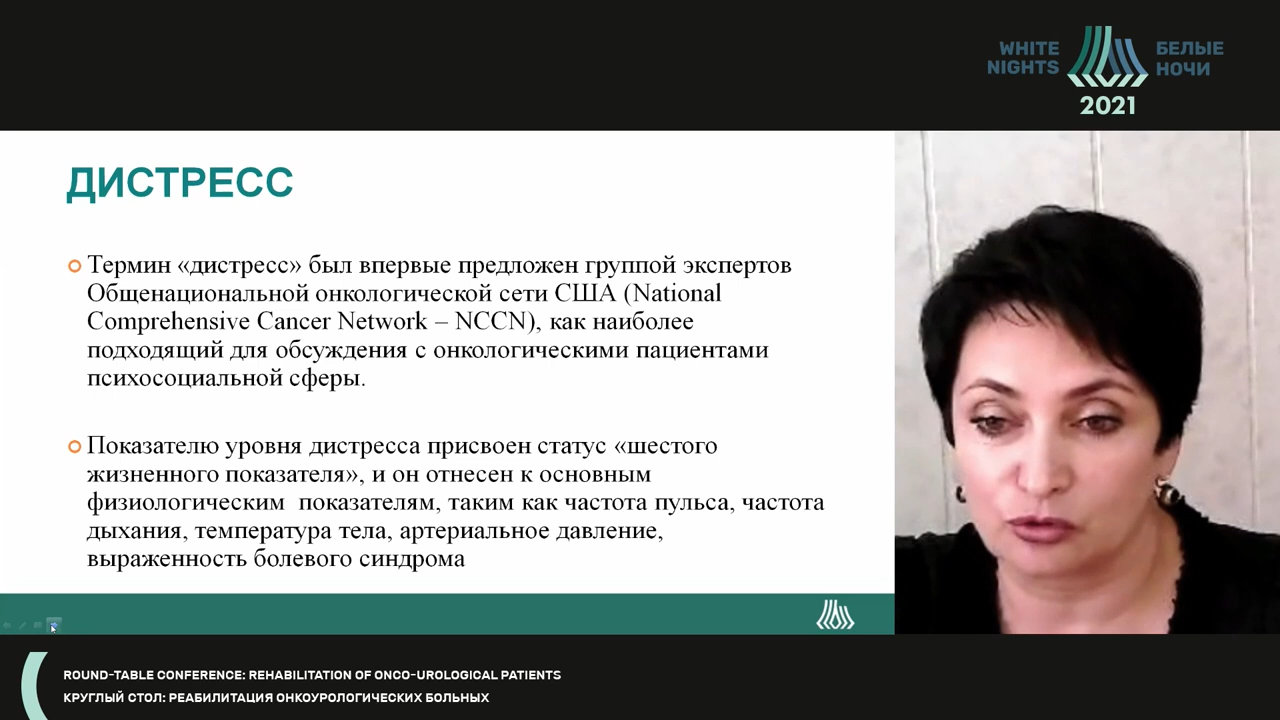 WHITE
NIGHTS
БЕЛЫЕ
НОЧИ
2021
ДИСТРЕСС
Термин «дистресс» был впервые предложен группой экспертов
Общенациональной онкологической сети США (National
Comprehensive Cancer Network – NCCN), как наиболее
подходящий для обсуждения с онкологическими пациентами
психосоциальной сферы.
Показателю уровня дистресса присвоен статус «шестого
жизненного показателя», и он отнесен к основным
физиологическим показателям, таким как частота пульса, частота
дыхания, температура тела, артериальное давление,
выраженность болевого синдрома
ROUND-TABLE CONFERENCE: REHABILITATION OF ONCO-UROLOGICAL PATIENTS
КРУГЛЫЙ СТОЛ: РЕАБИЛИТАЦИЯ ОНКОУРОЛОГИЧЕСКИХ БОЛЬНЫХ